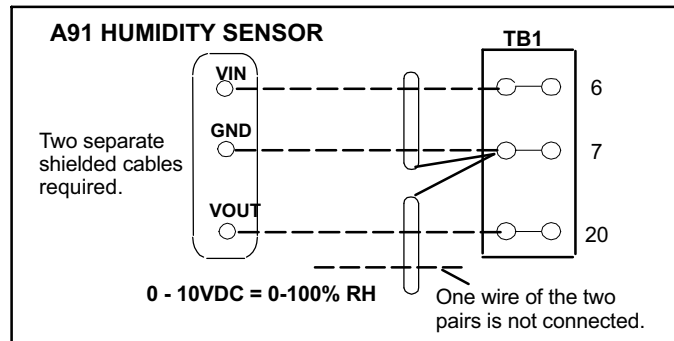 A91 HUMIDITY SENSOR
TB1
VIN
6
GND
7
Two separate
shielded cables
required.
VOUT
20
0 - 10VDC = 0-100% RH
One wire of the two
pairs is not connected.